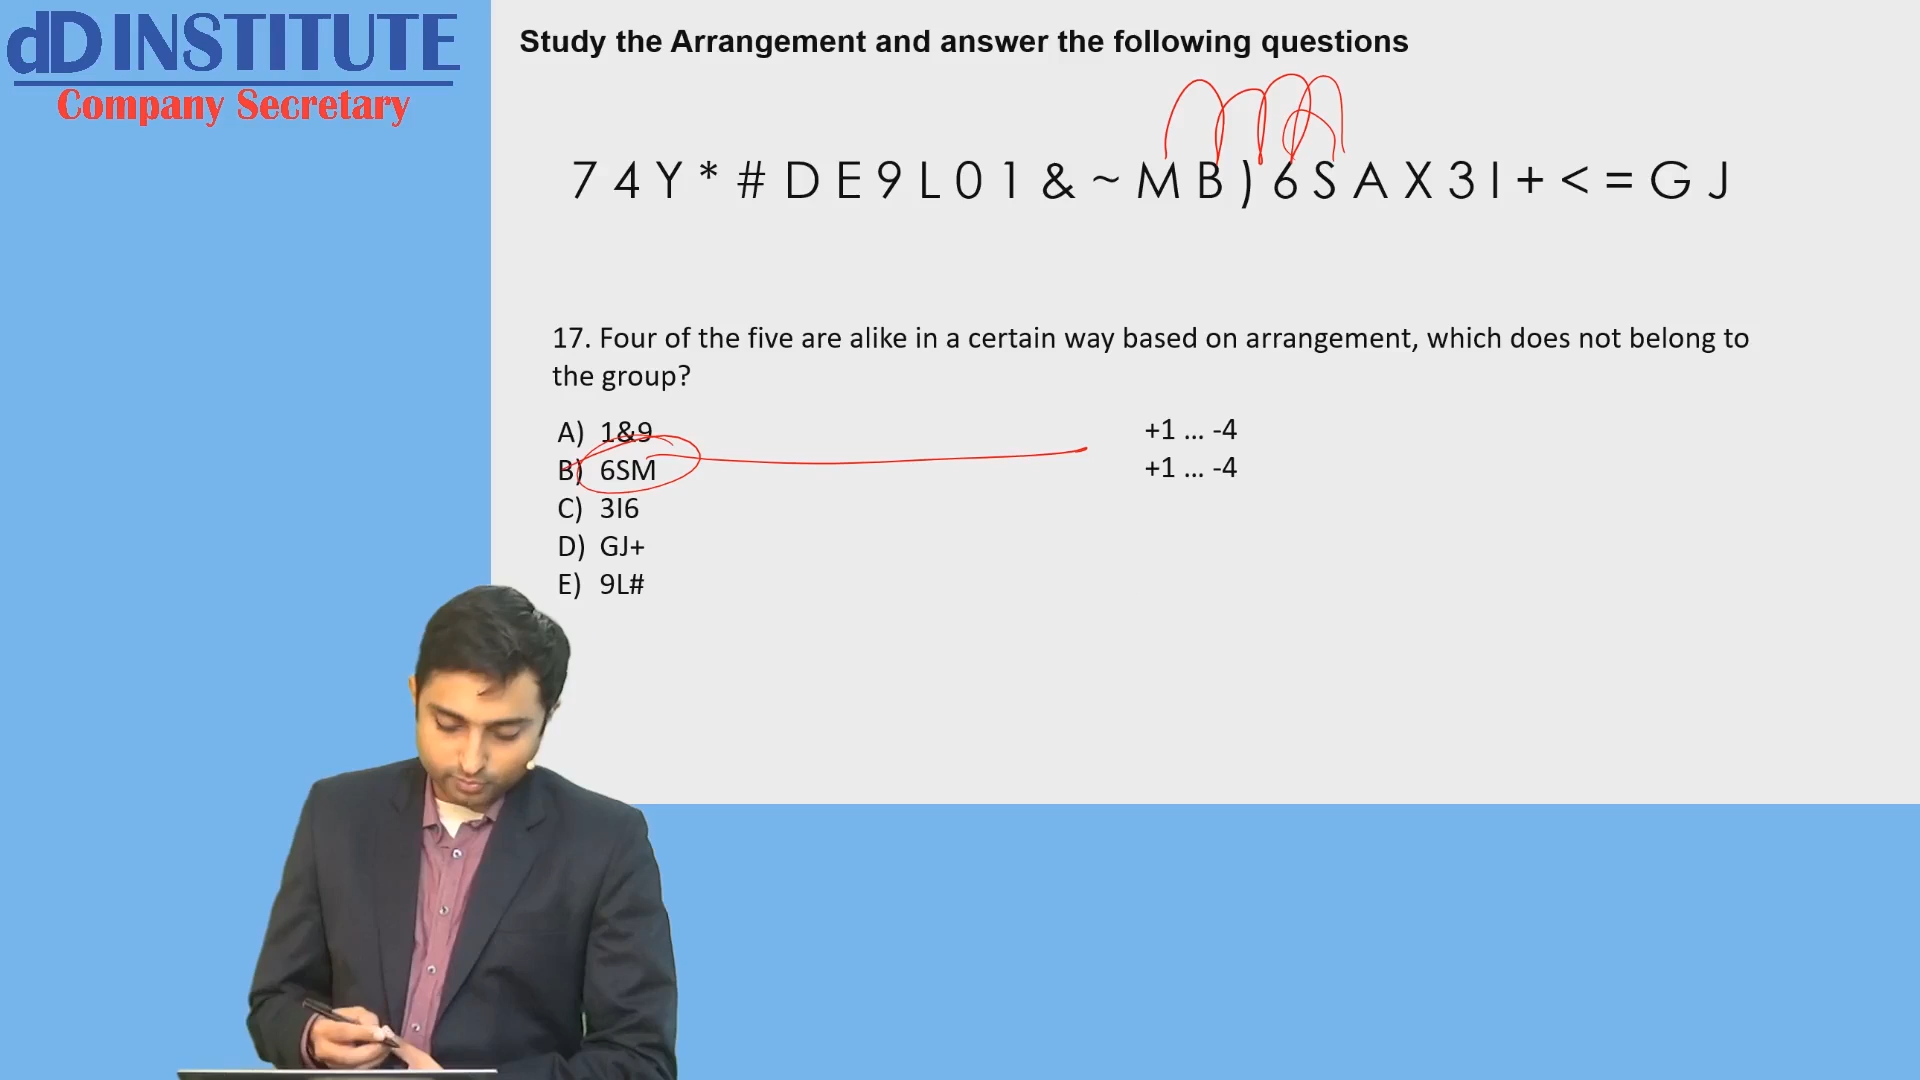 dD INSTITUTE
Company Secretary
Study the Arrangement and answer the following questions
7 4 Y * # D E 9 L 0 1 & ~ M B ) 6 S A X 3 I + < = G J
17. Four of the five are alike in a certain way based on arrangement, which does not belong to
the group?
A) 1&9 +1 ... -4
B) 6SM +1 ... -4
C) 3I6
D) GJ+
E) 9L#